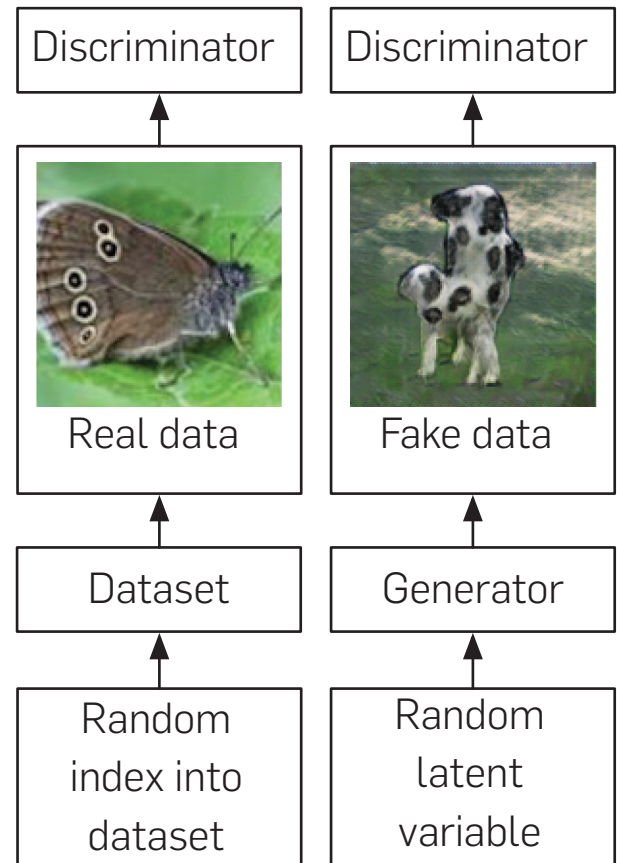 Discriminator
Discriminator
Real data
Fake data
Dataset
Generator
Random
index into
dataset
Random
latent
variable